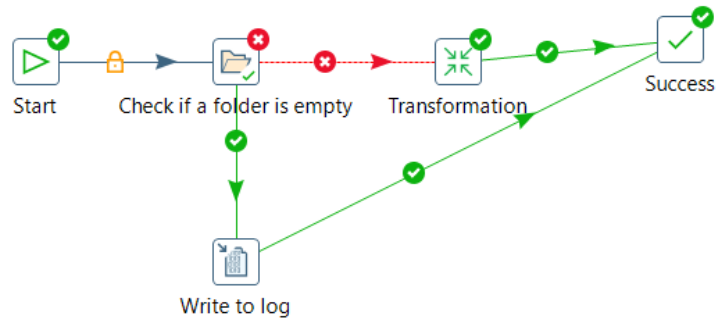 Start
Check if a folder is empty
Transformation
Success
Write to log